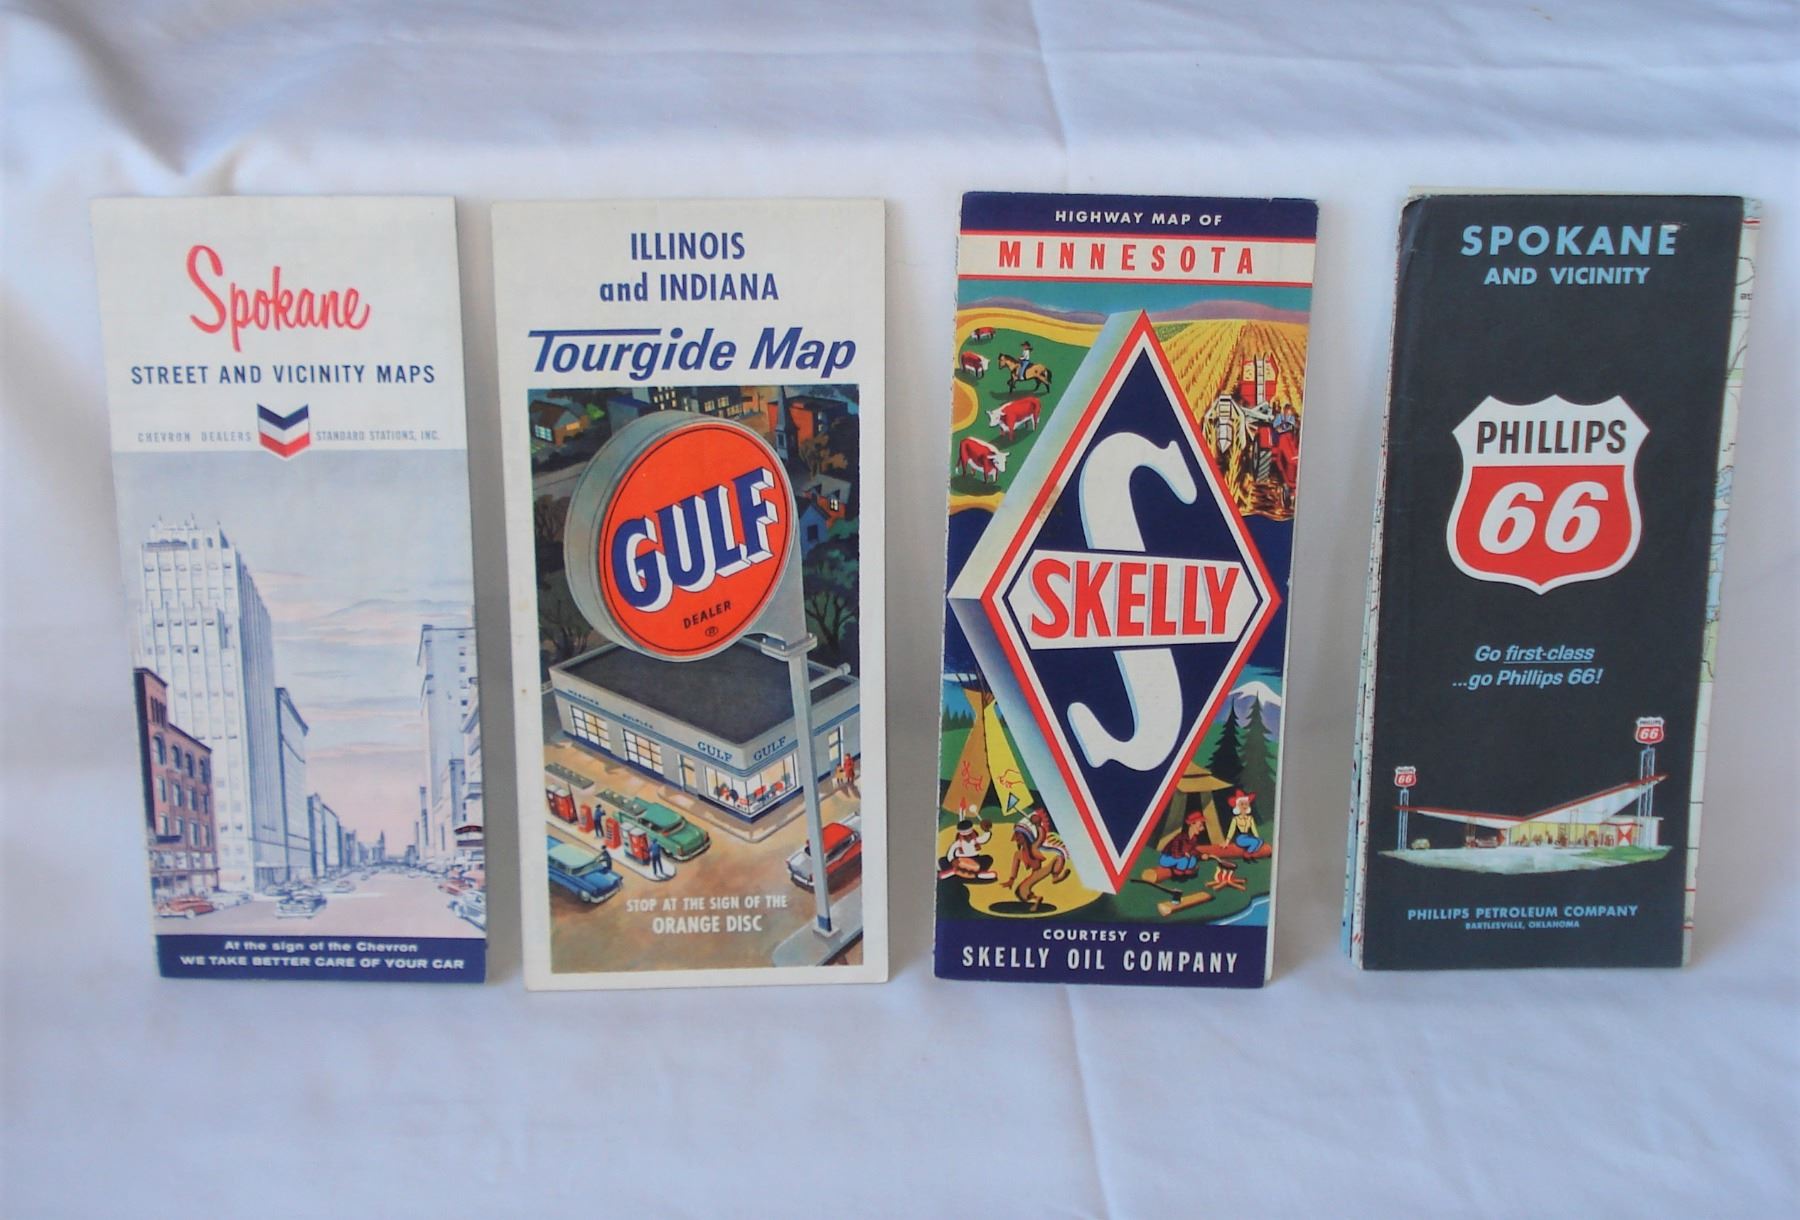 Spokane
STREET AND VICINITY MAPS
CHEVRON DEALERS STANDARD STATIONS, INC.
At the sign of the Chevron
WE TAKE BETTER CARE OF YOUR CAR
ILLINOIS
and INDIANA
Tourgide Map
GULF
DEALER
GULF GULF
STOP AT THE SIGN OF THE
ORANGE DISC
HIGHWAY MAP OF
MINNESOTA
S
SKELLY
COURTESY OF
SKELLY OIL COMPANY
SPOKANE
AND VICINITY
PHILLIPS
66
Go first-class
...go Phillips 66!
PHILLIPS
66
66
PHILLIPS PETROLEUM COMPANY
BARTLESVILLE, OKLAHOMA